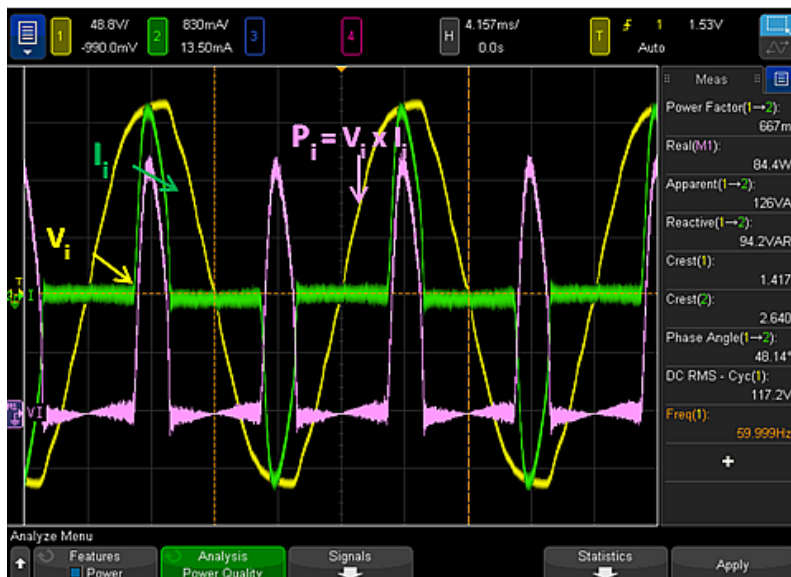 1 48.8V/ 2 830mA/ 3 4 H 4.157ms/ T 1 1.53V
-990.0mV 13.50mA 0.0s Auto
Meas
Power Factor(1→2):
667m
Real(M1):
84.4W
Apparent(1→2):
126VA
Reactive(1→2):
94.2VAR
Crest(1):
1.417
Crest(2):
2.640
Phase Angle(1→2):
48.14°
DC RMS - Cyc(1):
117.2V
Freq(1):
59.999Hz
+
Pi = Vi x Ii
Ii
Vi
T
I
VI
Analyze Menu
Features
Power
Analysis
Power Quality
Signals
Statistics
Apply